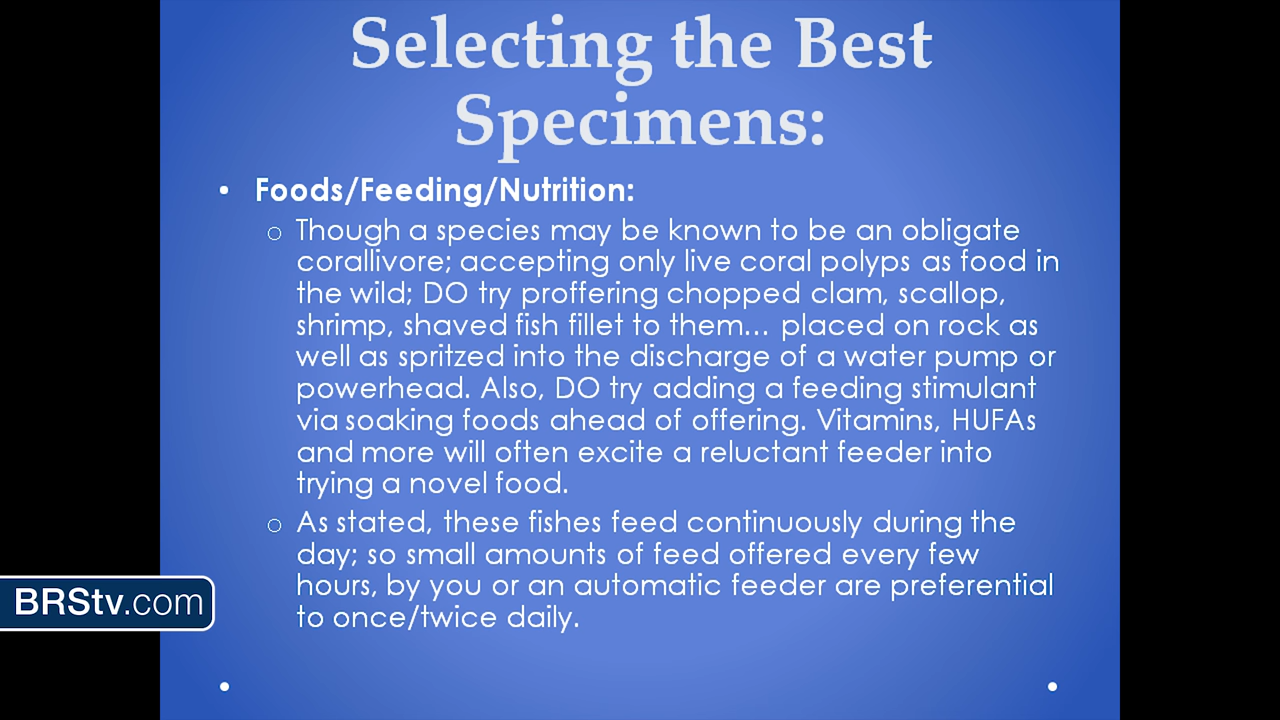 Selecting the Best
Specimens:
• Foods/Feeding/Nutrition:
o Though a species may be known to be an obligate
corallivore; accepting only live coral polyps as food in
the wild; DO try proffering chopped clam, scallop,
shrimp, shaved fish fillet to them... placed on rock as
well as spritzed into the discharge of a water pump or
powerhead. Also, DO try adding a feeding stimulant
via soaking foods ahead of offering. Vitamins, HUFAs
and more will often excite a reluctant feeder into
trying a novel food.
o As stated, these fishes feed continuously during the
day; so small amounts of feed offered every few
hours, by you or an automatic feeder are preferential
to once/twice daily.
BRStv.com